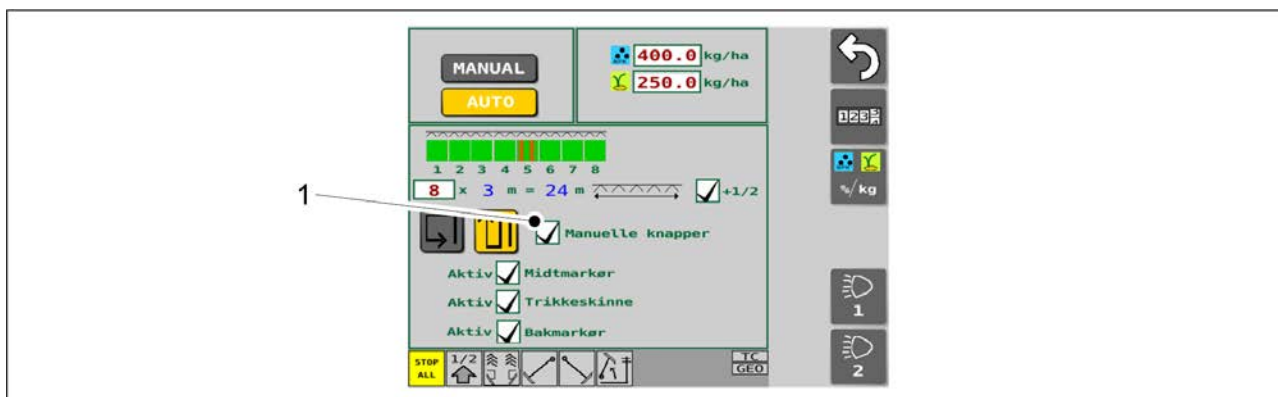 MANUAL
AUTO
400.0 kg/ha
250.0 kg/ha
1 2 3 4 5 6 7 8
8 x 3 m = 24 m +1/2
1
Manuelle knapper
Aktiv Midtmarkør
Aktiv Trikkeskinne
Aktiv Bakmarkør
STOP ALL
1/2
TC
GEO
%/kg
1
2